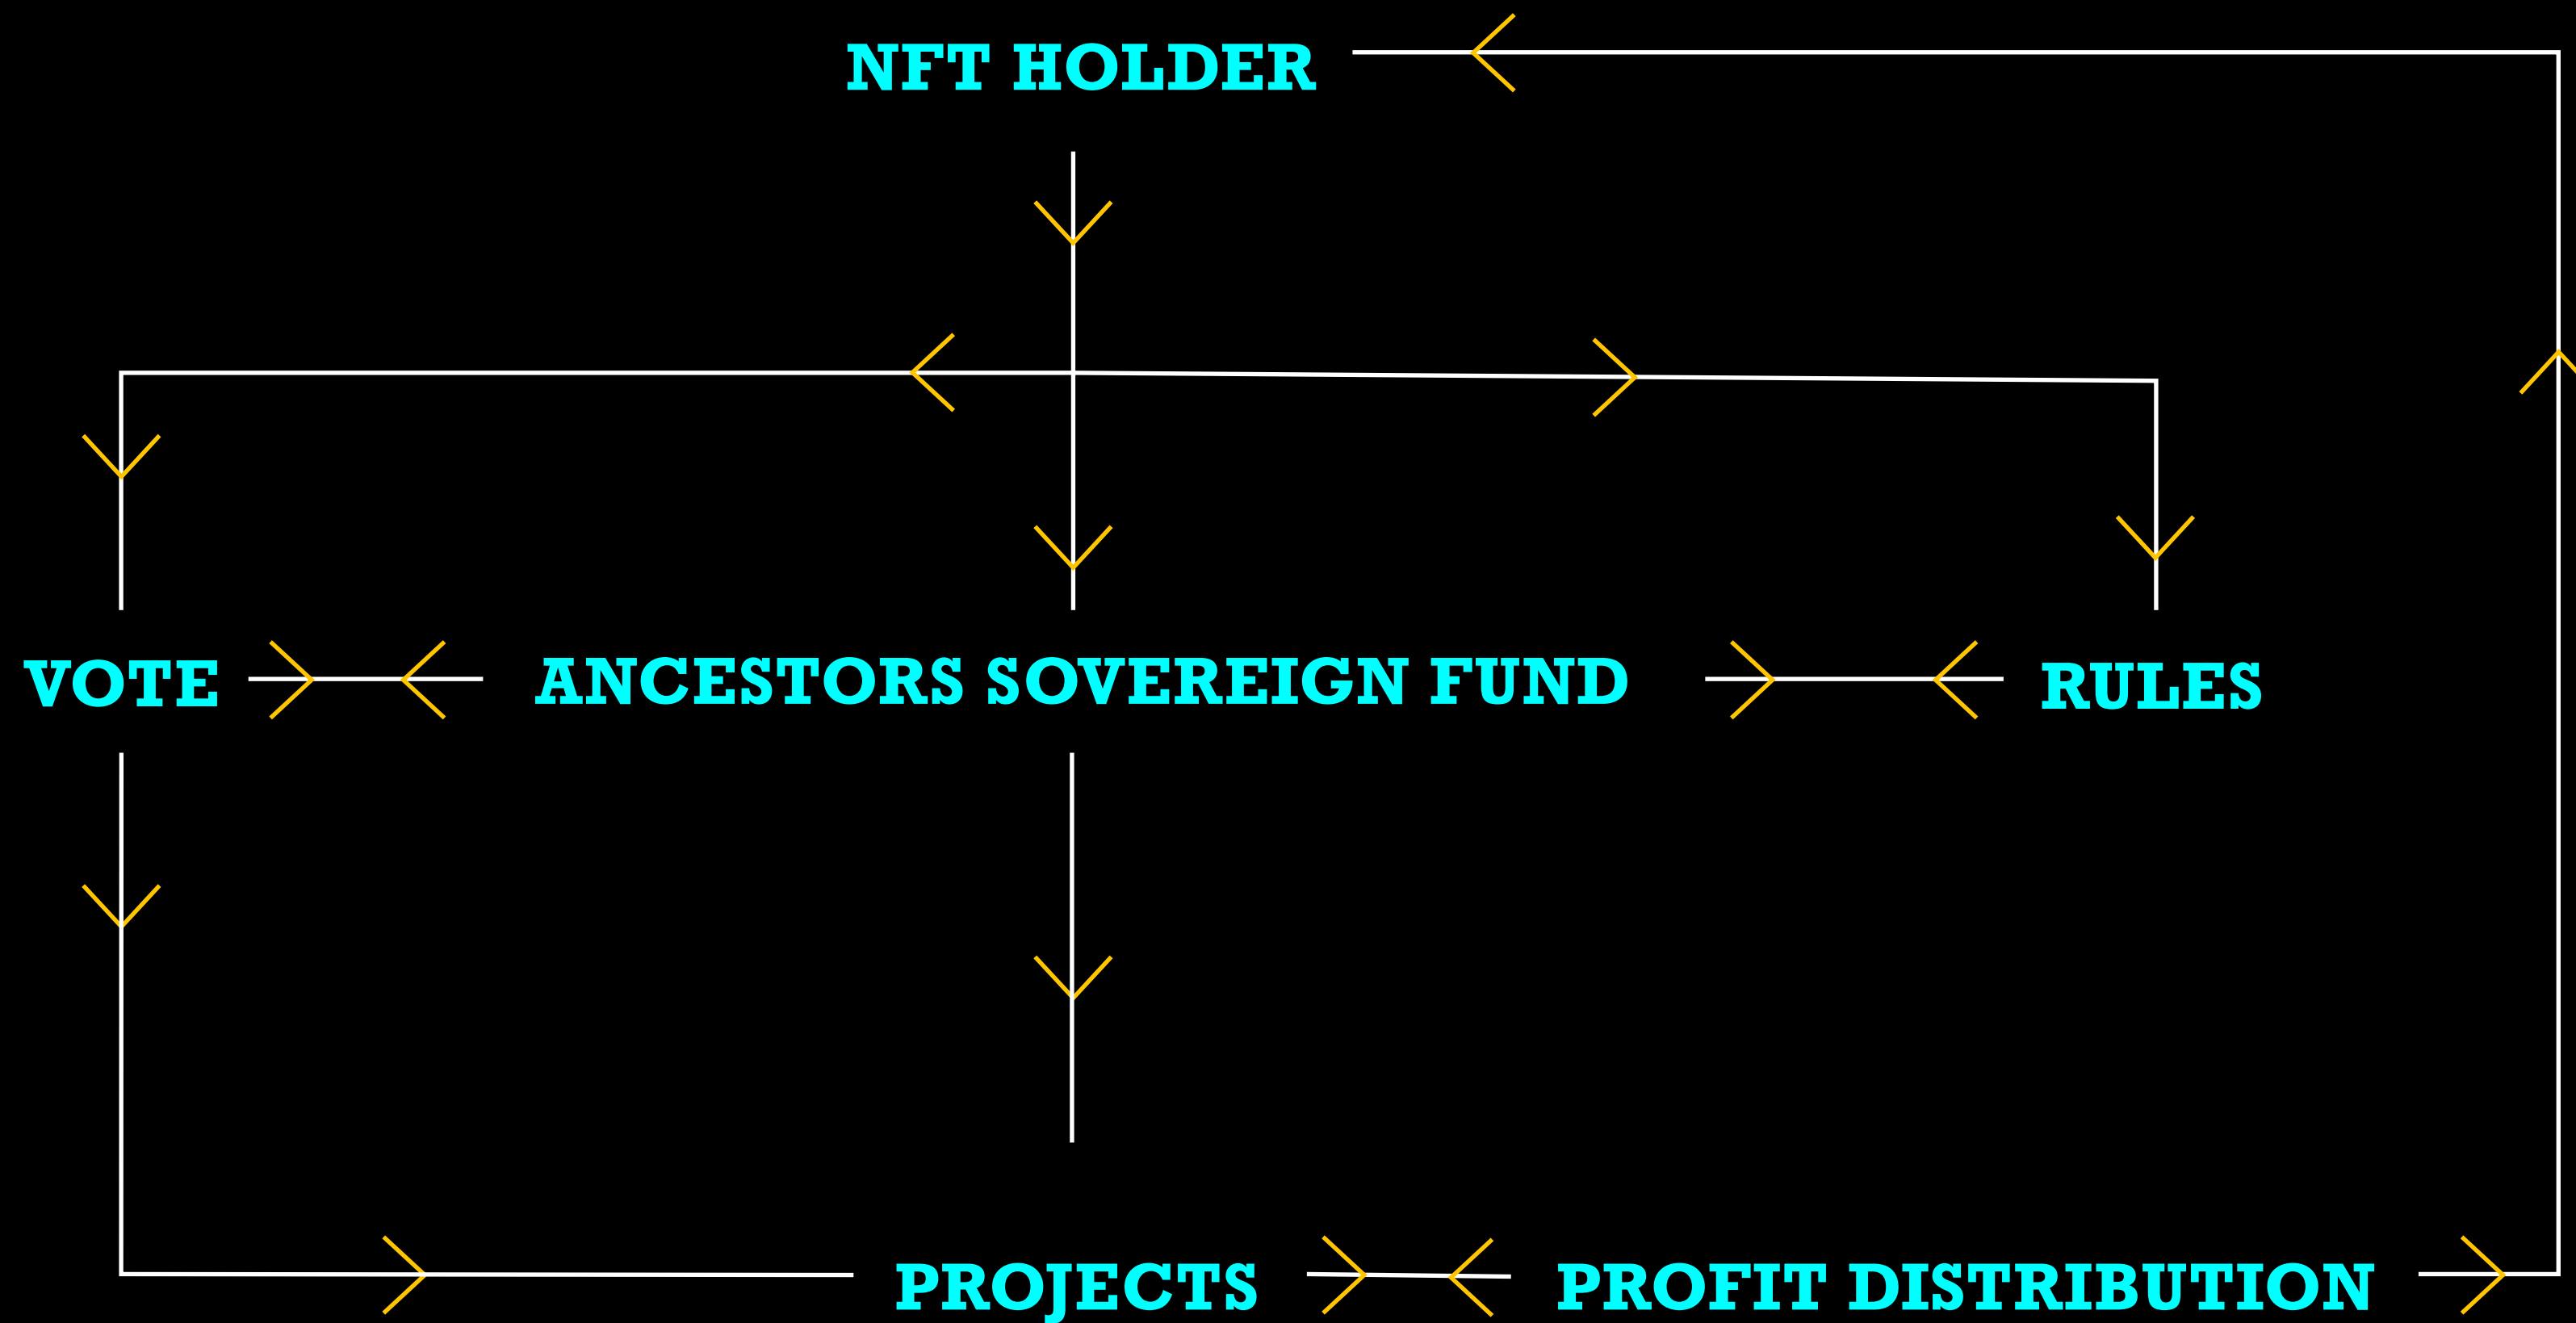 NFT HOLDER
VOTE
ANCESTORS SOVEREIGN FUND
RULES
PROJECTS
PROFIT DISTRIBUTION